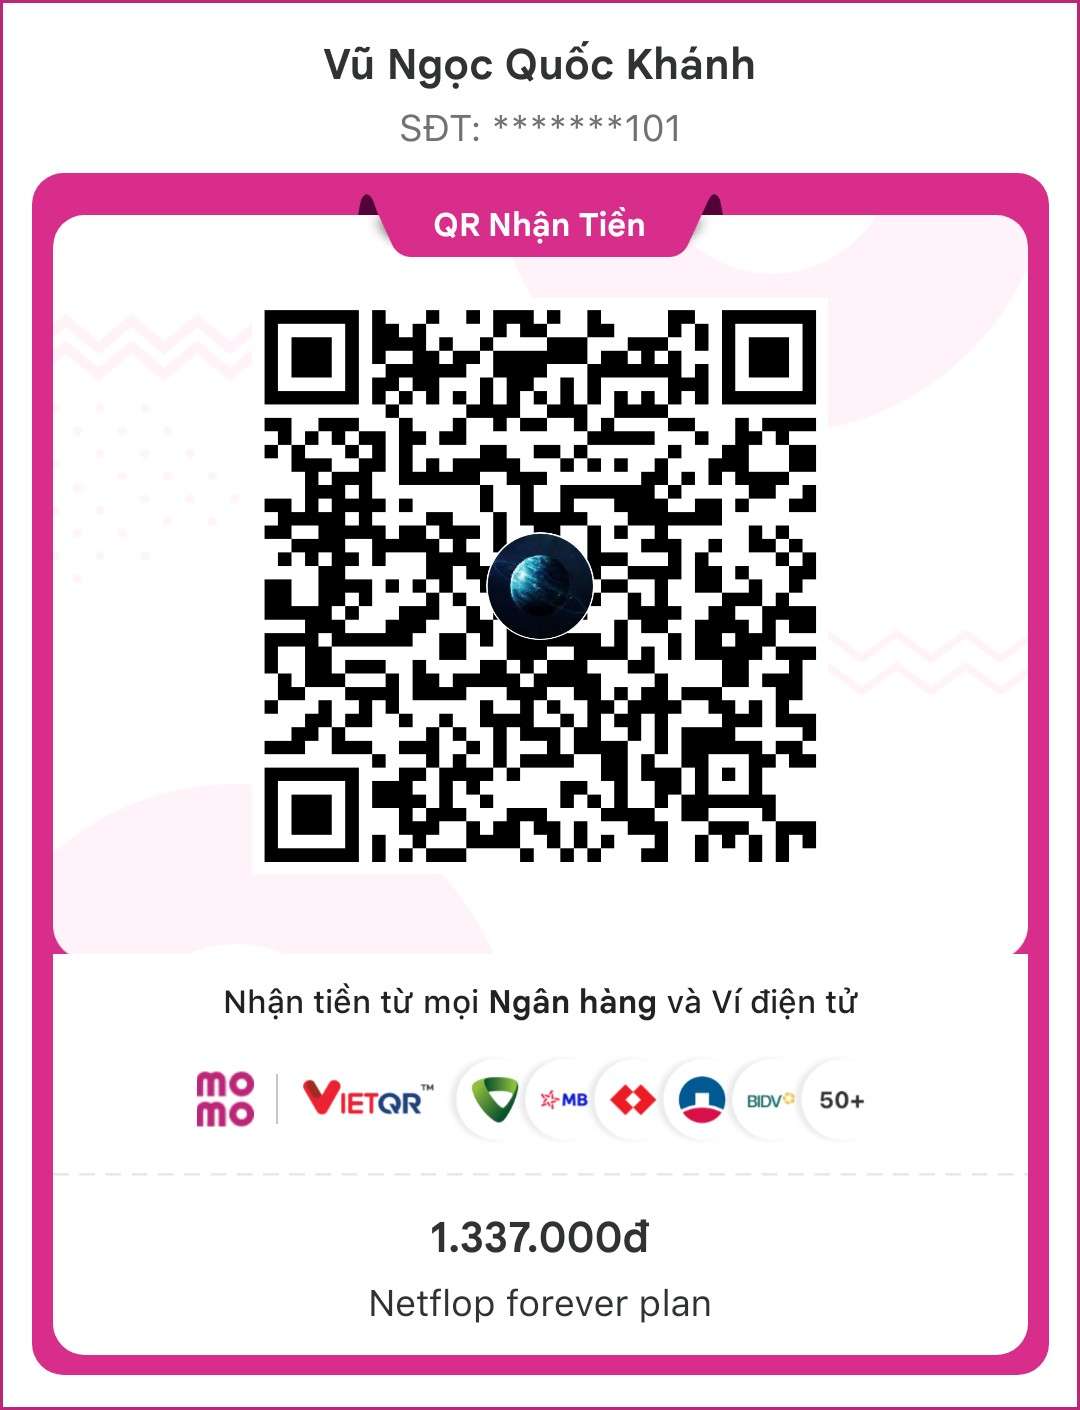 Vũ Ngọc Quốc Khánh
SĐT: *******101
QR Nhận Tiền
Nhận tiền từ mọi Ngân hàng và Ví điện tử
mo
mo
VIETQR™
MB
BIDV
50+
1.337.000đ
Netflop forever plan